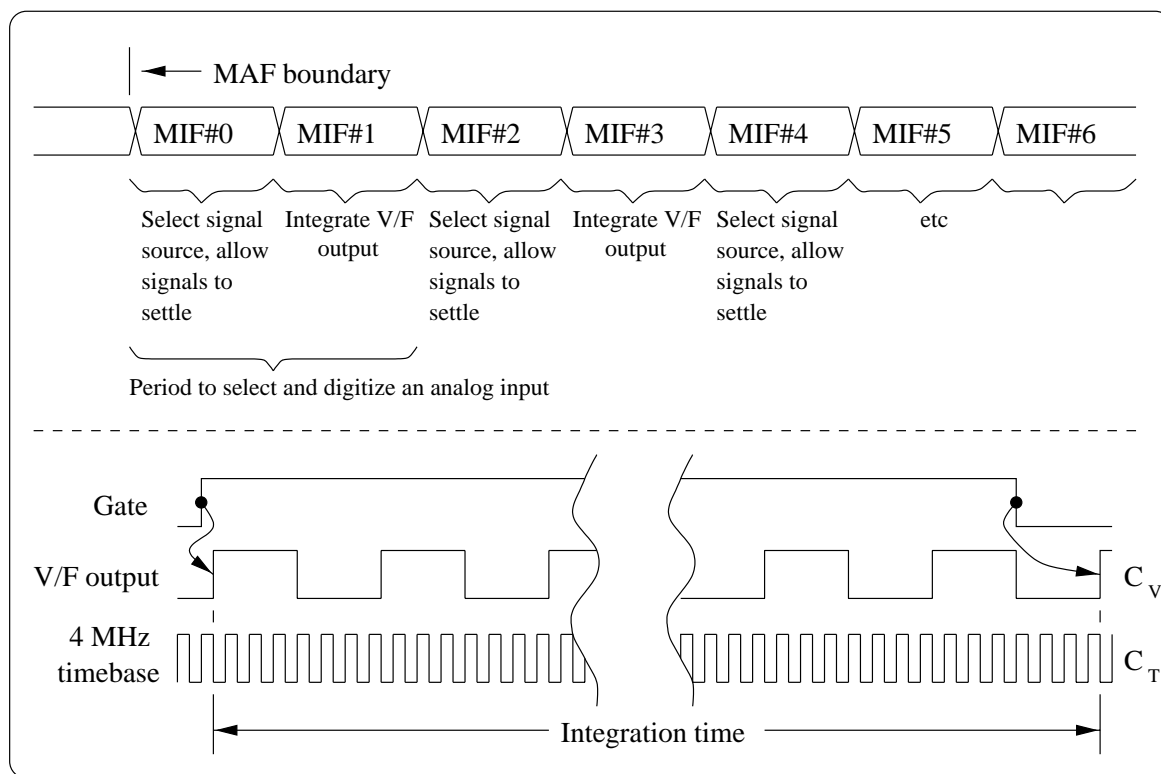 MAF boundary
MIF#0 MIF#1 MIF#2 MIF#3 MIF#4 MIF#5 MIF#6
Select signal
source, allow
signals to
settle
Integrate V/F
output
Select signal
source, allow
signals to
settle
Integrate V/F
output
Select signal
source, allow
signals to
settle
etc
Period to select and digitize an analog input
Gate
V/F output
C V
4 MHz
timebase
C T
Integration time